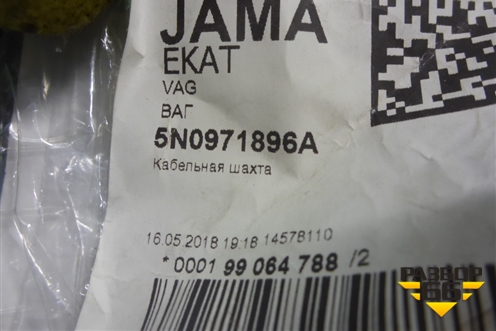 JAMA
EKAT
VAG
ВАГ
5N0971896A
Кабельная шахта
16.05.2018 19:18 14578110
* 0001 99 064 788 /2
РАЗБОР
66